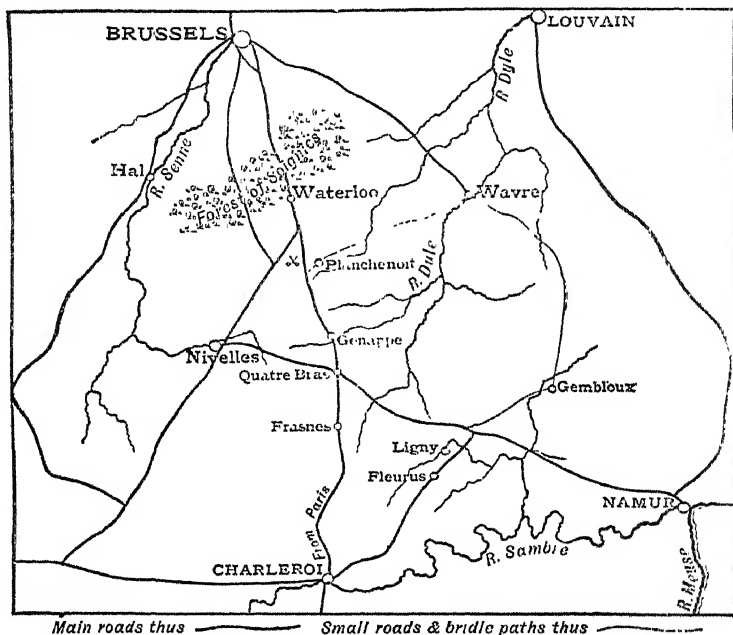 BRUSSELS
LOUVAIN
R. Dyle
Hal
R. Senne
Forest of Soignies
Waterloo
Wavre
Planchenoit
R. Dyle
Genappe
Nivelles
Quatre Bras
Gembloux
Frasnes
Ligny
Fleurus
From Paris
NAMUR
R. Sambre
CHARLEROI
R. Meuse
Main roads thus
Small roads & bridle paths thus